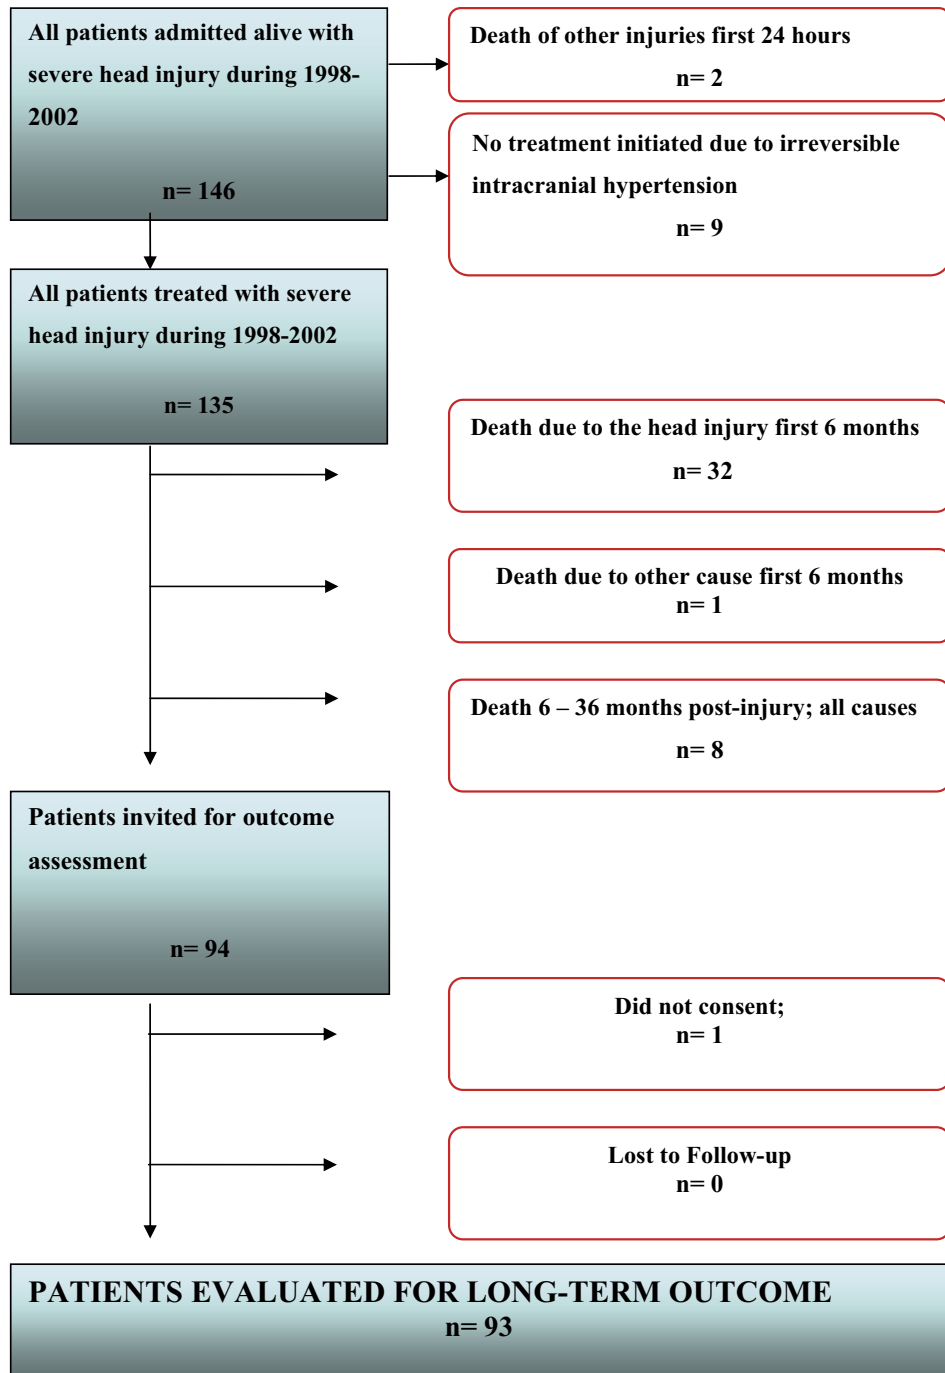 All patients admitted alive with
severe head injury during 1998-
2002
n= 146
Death of other injuries first 24 hours
n= 2
No treatment initiated due to irreversible
intracranial hypertension
n= 9
All patients treated with severe
head injury during 1998-2002
n= 135
Death due to the head injury first 6 months
n= 32
Death due to other cause first 6 months
n= 1
Death 6 – 36 months post-injury; all causes
n= 8
Patients invited for outcome
assessment
n= 94
Did not consent;
n= 1
Lost to Follow-up
n= 0
PATIENTS EVALUATED FOR LONG-TERM OUTCOME
n= 93